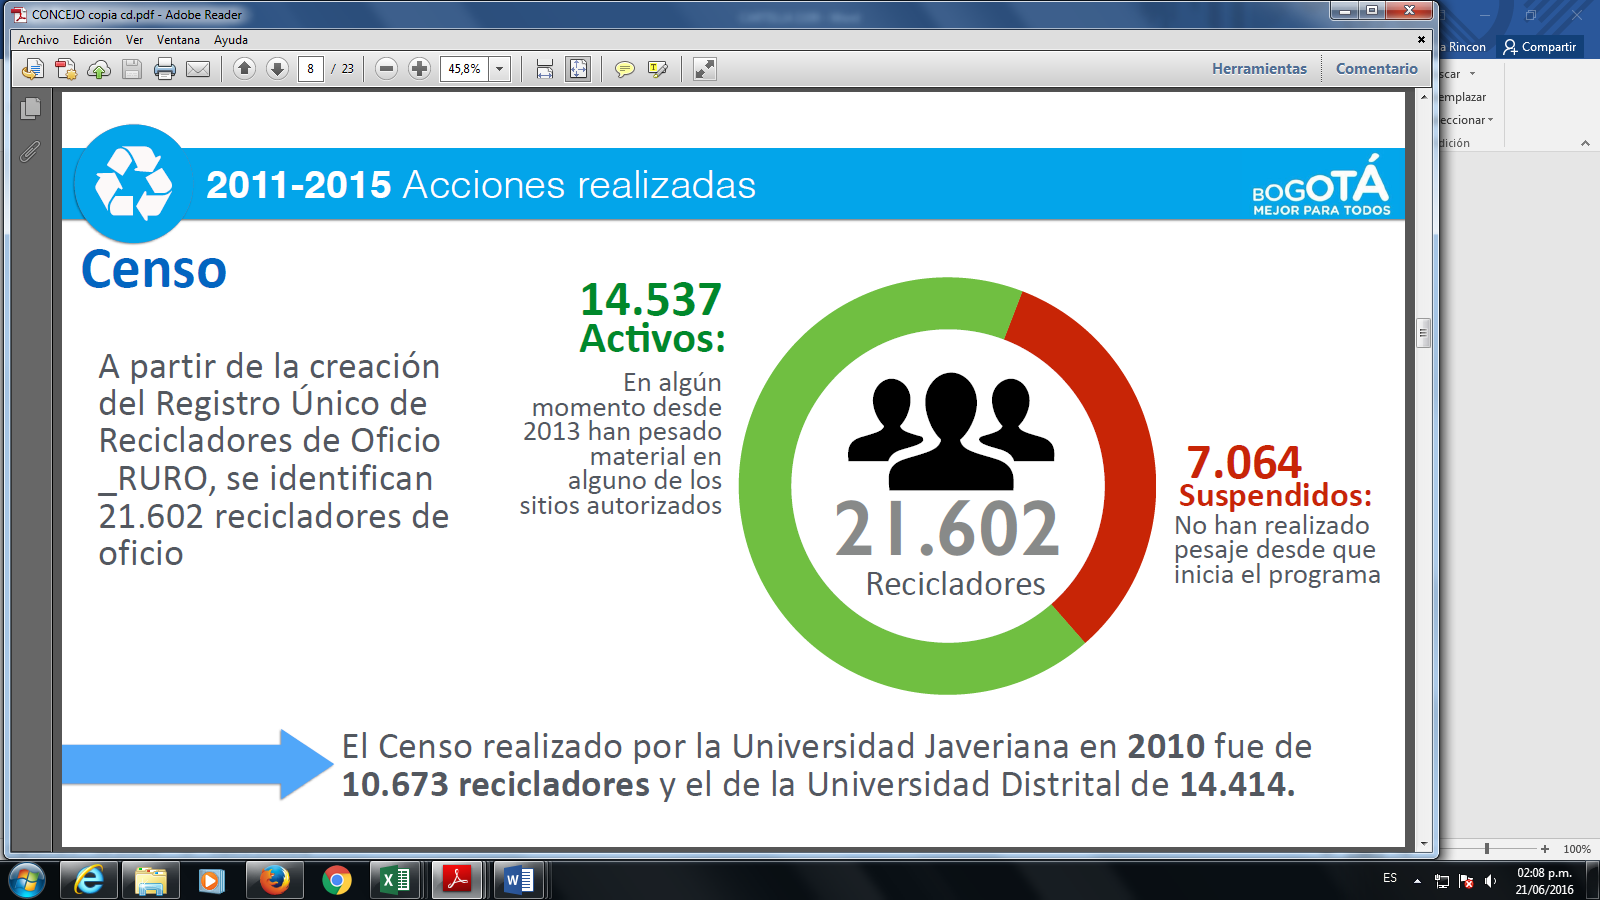 CONCEJO copia cd.pdf - Adobe Reader
Archivo Edición Ver Ventana Ayuda
a Rincon Compartir
8 / 23 45,8% Herramientas Comentario
scar
emplazar
eccionar
dición
2011-2015 Acciones realizadas
BOGOTÁ
MEJOR PARA TODOS
Censo
A partir de la creación
del Registro Único de
Recicladores de Oficio
_RURO, se identifican
21.602 recicladores de
oficio
14.537
Activos:
En algún
momento desde
2013 han pesado
material en
alguno de los
sitios autorizados
21.602
Recicladores
7.064
Suspendidos:
No han realizado
pesaje desde que
inicia el programa
El Censo realizado por la Universidad Javeriana en 2010 fue de
10.673 recicladores y el de la Universidad Distrital de 14.414.
100%
ES
02:08 p.m.
21/06/2016